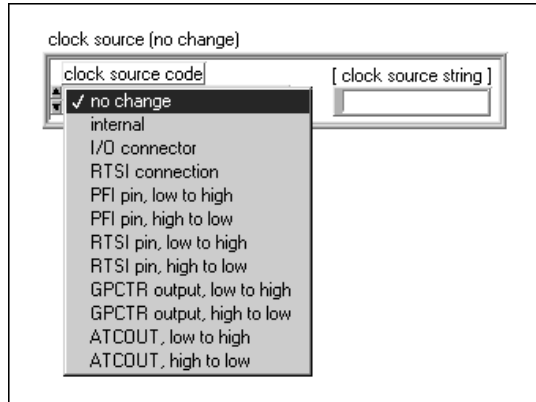 clock source (no change)
clock source code
[ clock source string ]
✓ no change
internal
I/O connector
RTSI connection
PFI pin, low to high
PFI pin, high to low
RTSI pin, low to high
RTSI pin, high to low
GPCTR output, low to high
GPCTR output, high to low
ATCOUT, low to high
ATCOUT, high to low